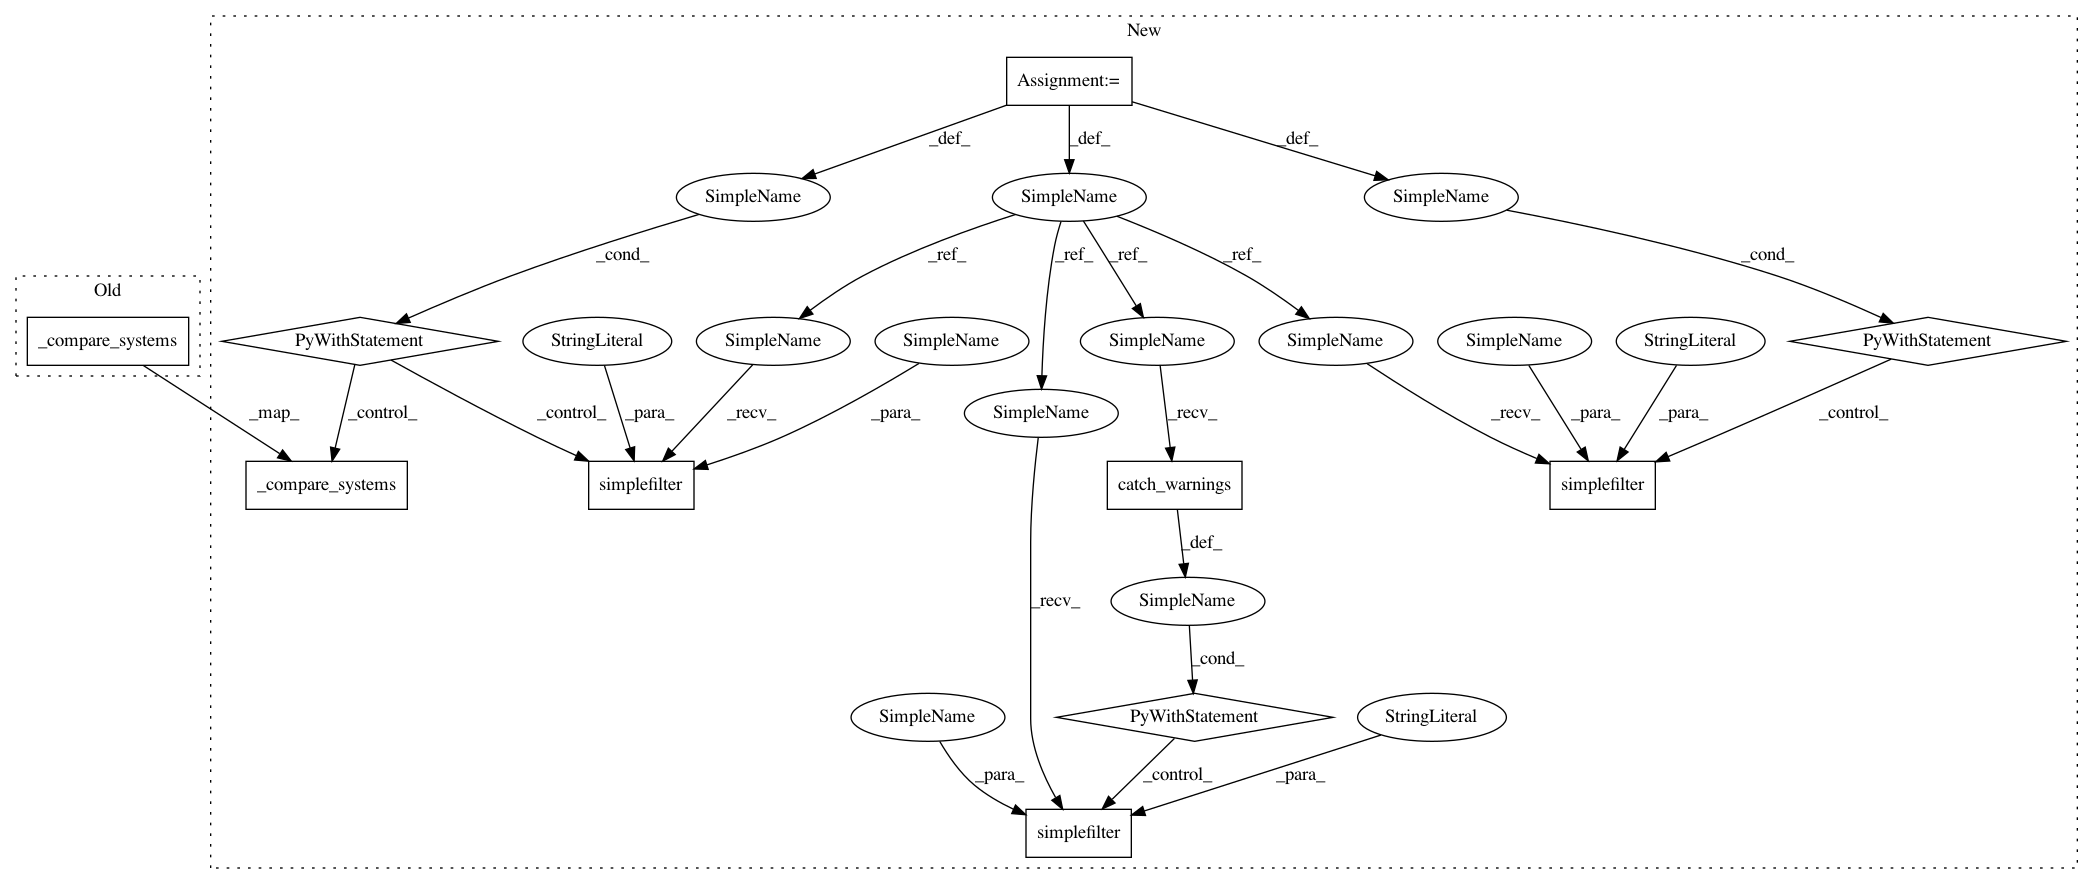 New
Assignment:=
_def_ _def_ _def_
SimpleName SimpleName SimpleName
_cond_ _ref_ _ref_ _ref_ _ref_ _cond_
Old
_compare_systems PyWithStatement StringLiteral SimpleName SimpleName SimpleName SimpleName SimpleName StringLiteral PyWithStatement
_map_ _control_ _control_ _para_ _recv_ _para_ SimpleName _recv_ _recv_ _para_ _para_ _control_
_compare_systems simplefilter catch_warnings simplefilter
_def_
_recv_ SimpleName
_cond_
SimpleName PyWithStatement StringLiteral
_para_ _control_ _para_
simplefilter